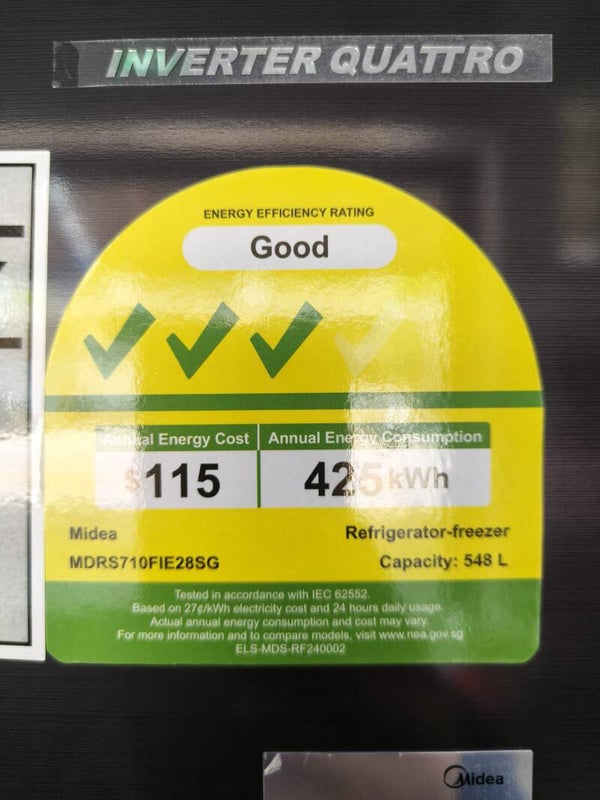 INVERTER QUATTRO
ENERGY EFFICIENCY RATING
Good
Annual Energy Cost
Annual Energy Consumption
$115
425 kWh
Midea
Refrigerator-freezer
MDRS710FIE28SG
Capacity: 548 L
Tested in accordance with IEC 62552.
Based on 27¢/kWh electricity cost and 24 hours daily usage.
Actual annual energy consumption and cost may vary.
For more information and to compare models, visit www.nea.gov.sg
ELS-MDS-RF240002
Midea